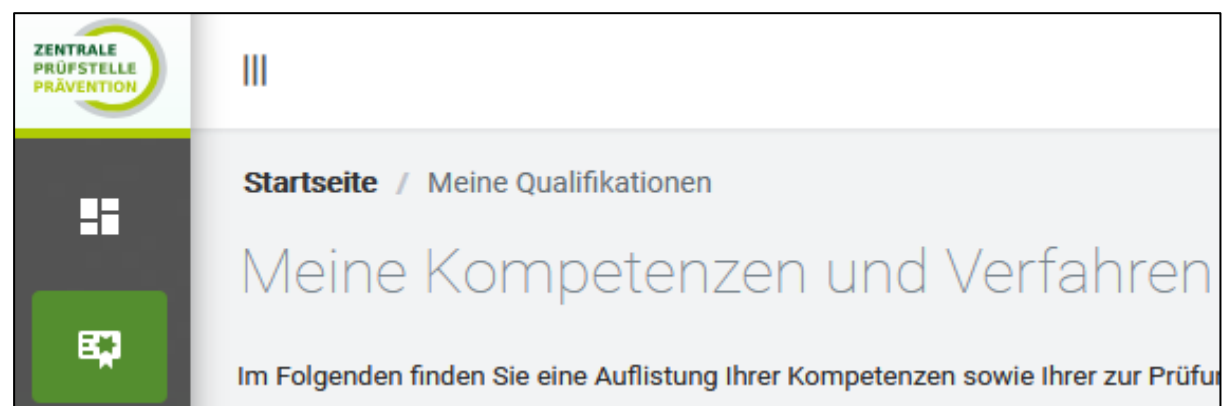 ZENTRALE
PRÜFSTELLE
PRÄVENTION
Startseite / Meine Qualifikationen
Meine Kompetenzen und Verfahren
Im Folgenden finden Sie eine Auflistung Ihrer Kompetenzen sowie Ihrer zur